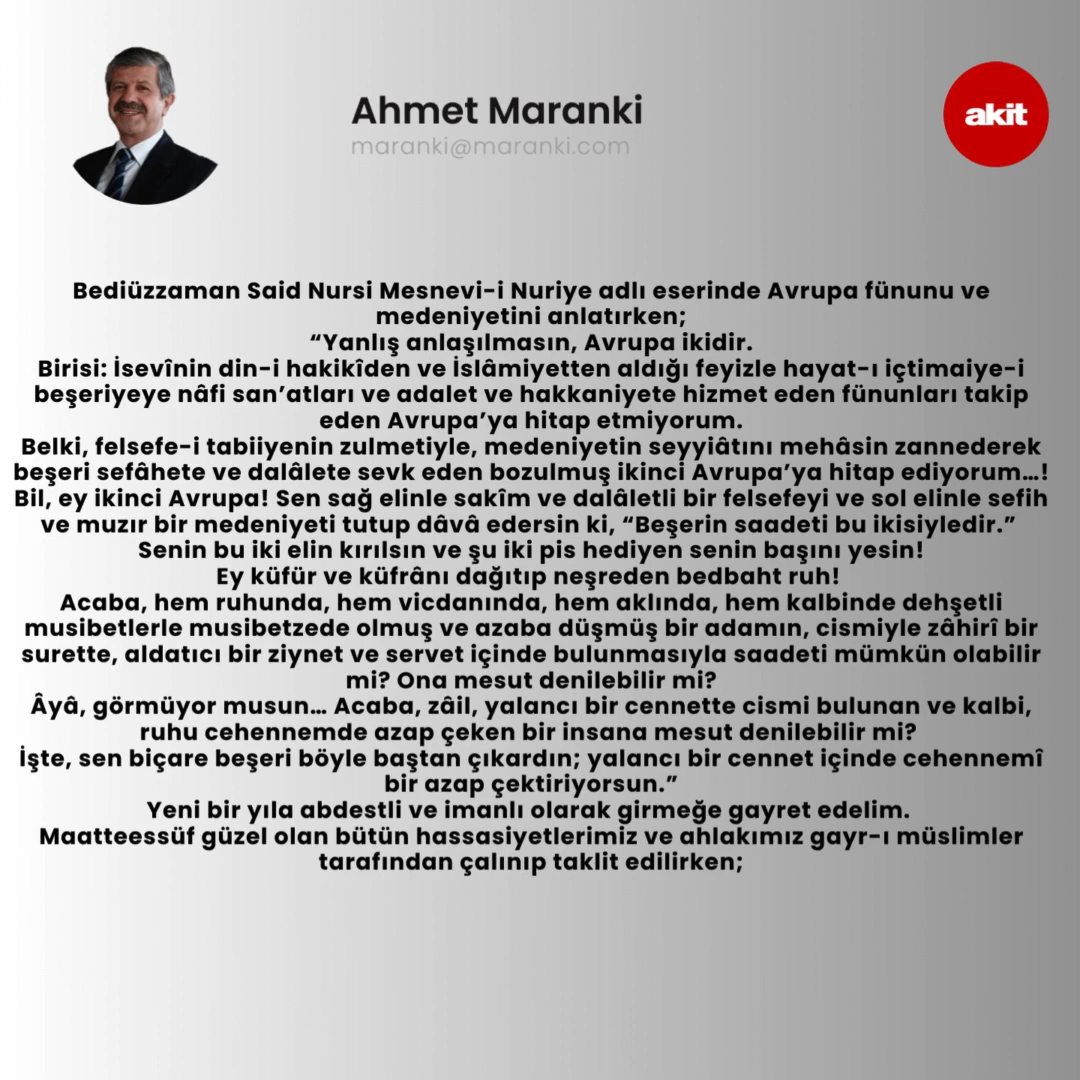 Ahmet Maranki
maranki@maranki.com
akit
Bediüzzaman Said Nursi Mesnevi-i Nuriye adlı eserinde Avrupa fünunu ve
medeniyetini anlatırken;
“Yanlış anlaşılmasın, Avrupa ikidir.
Birisi: İsevînin din-i hakikîden ve İslâmiyetten aldığı feyizle hayat-ı içtimaiye-i
beşeriyeye nâfi san’atları ve adalet ve hakkaniyete hizmet eden fünunları takip
eden Avrupa’ya hitap etmiyorum.
Belki, felsefe-i tabiiyenin zulmetiyle, medeniyetin seyyiâtını mehâsin zannederek
beşeri sefâhete ve dalâlete sevk eden bozulmuş ikinci Avrupa’ya hitap ediyorum…!
Bil, ey ikinci Avrupa! Sen sağ elinle sakîm ve dalâletli bir felsefeyi ve sol elinle sefih
ve muzır bir medeniyeti tutup dâvâ edersin ki, “Beşerin saadeti bu ikisiyledir.”
Senin bu iki elin kırılsın ve şu iki pis hediyen senin başını yesin!
Ey küfür ve küfrânı dağıtıp neşreden bedbaht ruh!
Acaba, hem ruhunda, hem vicdanında, hem aklında, hem kalbinde dehşetli
musibetlerle musibetzede olmuş ve azaba düşmüş bir adamın, cismiyle zâhirî bir
surette, aldatıcı bir ziynet ve servet içinde bulunmasıyla saadeti mümkün olabilir
mi? Ona mesut denilebilir mi?
Âyâ, görmüyor musun… Acaba, zâil, yalancı bir cennette cismi bulunan ve kalbi,
ruhu cehennemde azap çeken bir insana mesut denilebilir mi?
İşte, sen biçare beşeri böyle baştan çıkardın; yalancı bir cennet içinde cehennemî
bir azap çektiriyorsun.”
Yeni bir yıla abdestli ve imanlı olarak girmeğe gayret edelim.
Maatteessüf güzel olan bütün hassasiyetlerimiz ve ahlakımız gayr-ı müslimler
tarafından çalınıp taklit edilirken;